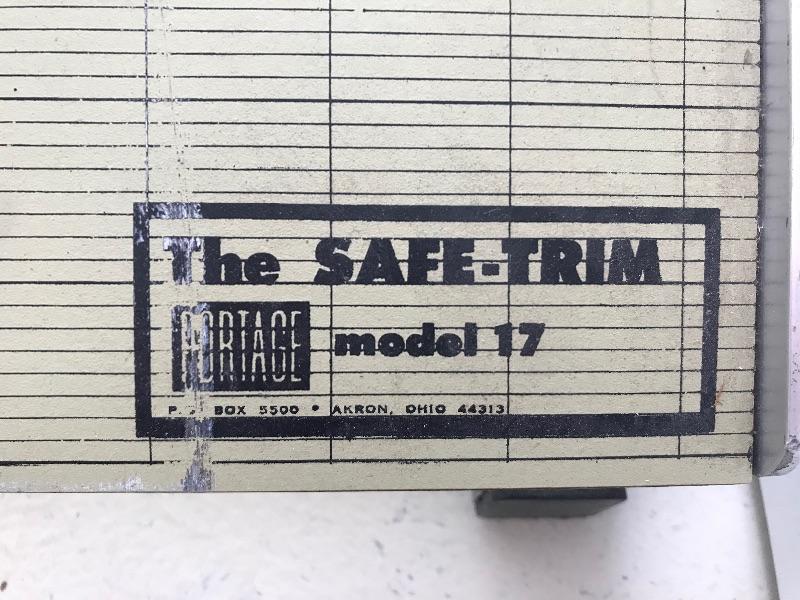 The SAFE-TRIM
PORTAGE model 17
P. BOX 5500 • AKRON, OHIO 44313